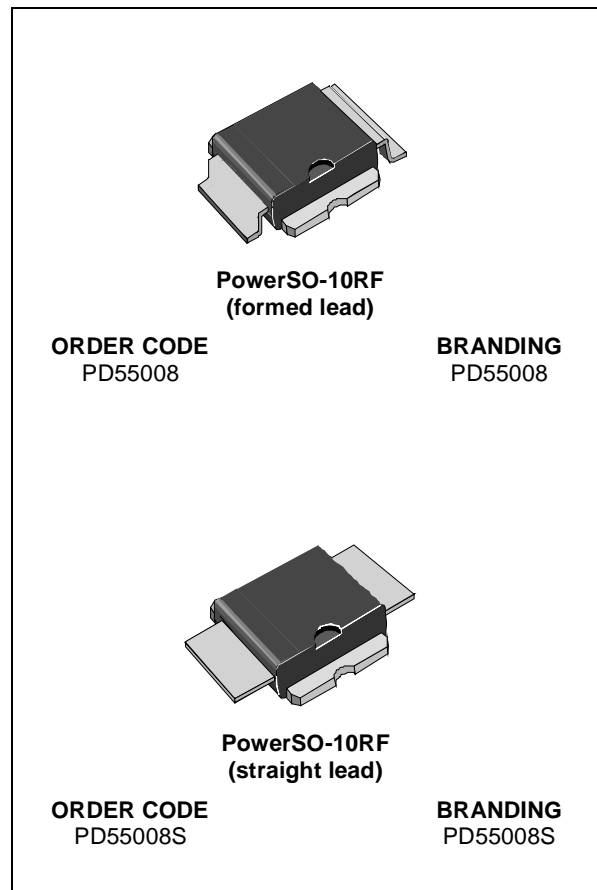 PowerSO-10RF
(formed lead)
ORDER CODE
PD55008
BRANDING
PD55008
PowerSO-10RF
(straight lead)
ORDER CODE
PD55008S
BRANDING
PD55008S